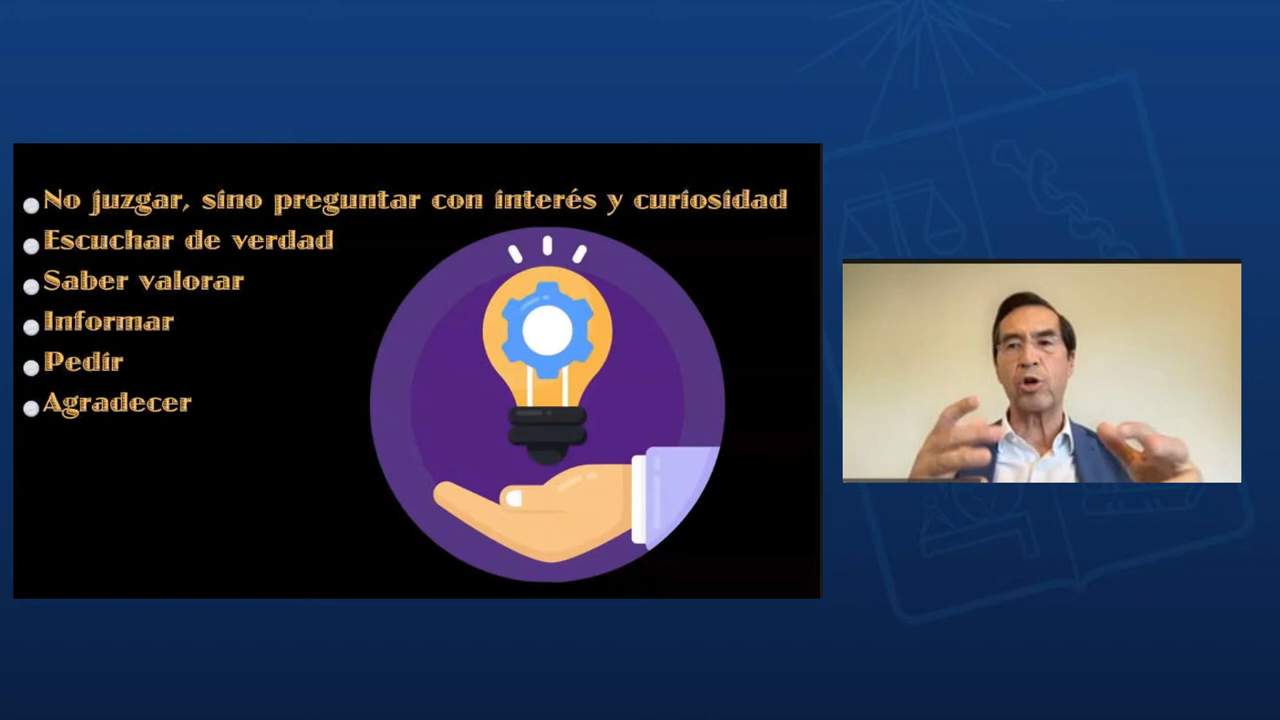 No juzgar, sino preguntar con interés y curiosidad
Escuchar de verdad
Saber valorar
Informar
Pedir
Agradecer